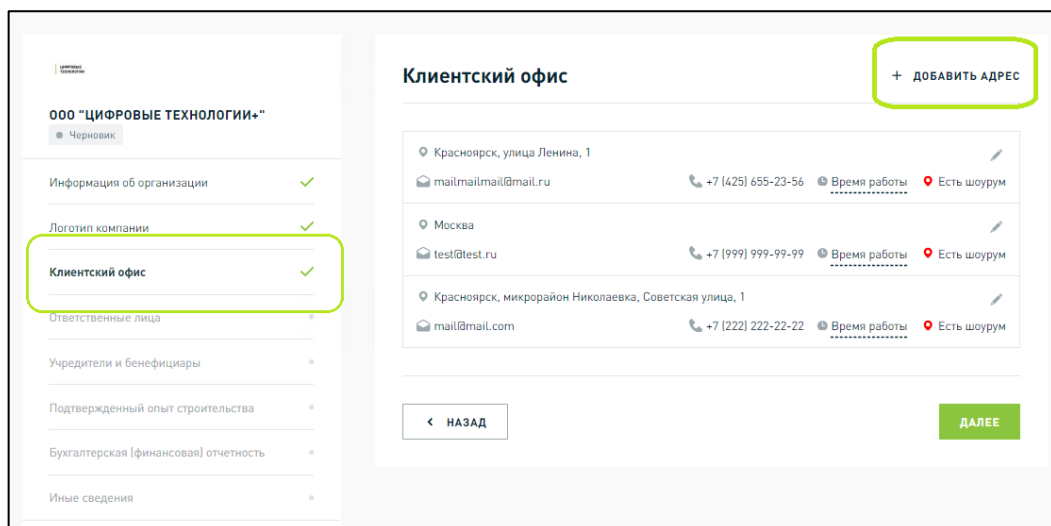 ЦИФРОВЫЕ
ТЕХНОЛОГИИ
ООО "ЦИФРОВЫЕ ТЕХНОЛОГИИ+"
Черновик
Информация об организации
Логотип компании
Клиентский офис
Ответственные лица
Учредители и бенефициары
Подтвержденный опыт строительства
Бухгалтерская (финансовая) отчетность
Иные сведения
Клиентский офис
+ ДОБАВИТЬ АДРЕС
Красноярск, улица Ленина, 1
mailmailmail@mail.ru +7 (425) 655-23-56 Время работы Есть шоурум
Москва
test@test.ru +7 (999) 999-99-99 Время работы Есть шоурум
Красноярск, микрорайон Николаевка, Советская улица, 1
mail@mail.com +7 (222) 222-22-22 Время работы Есть шоурум
НАЗАД
ДАЛЕЕ